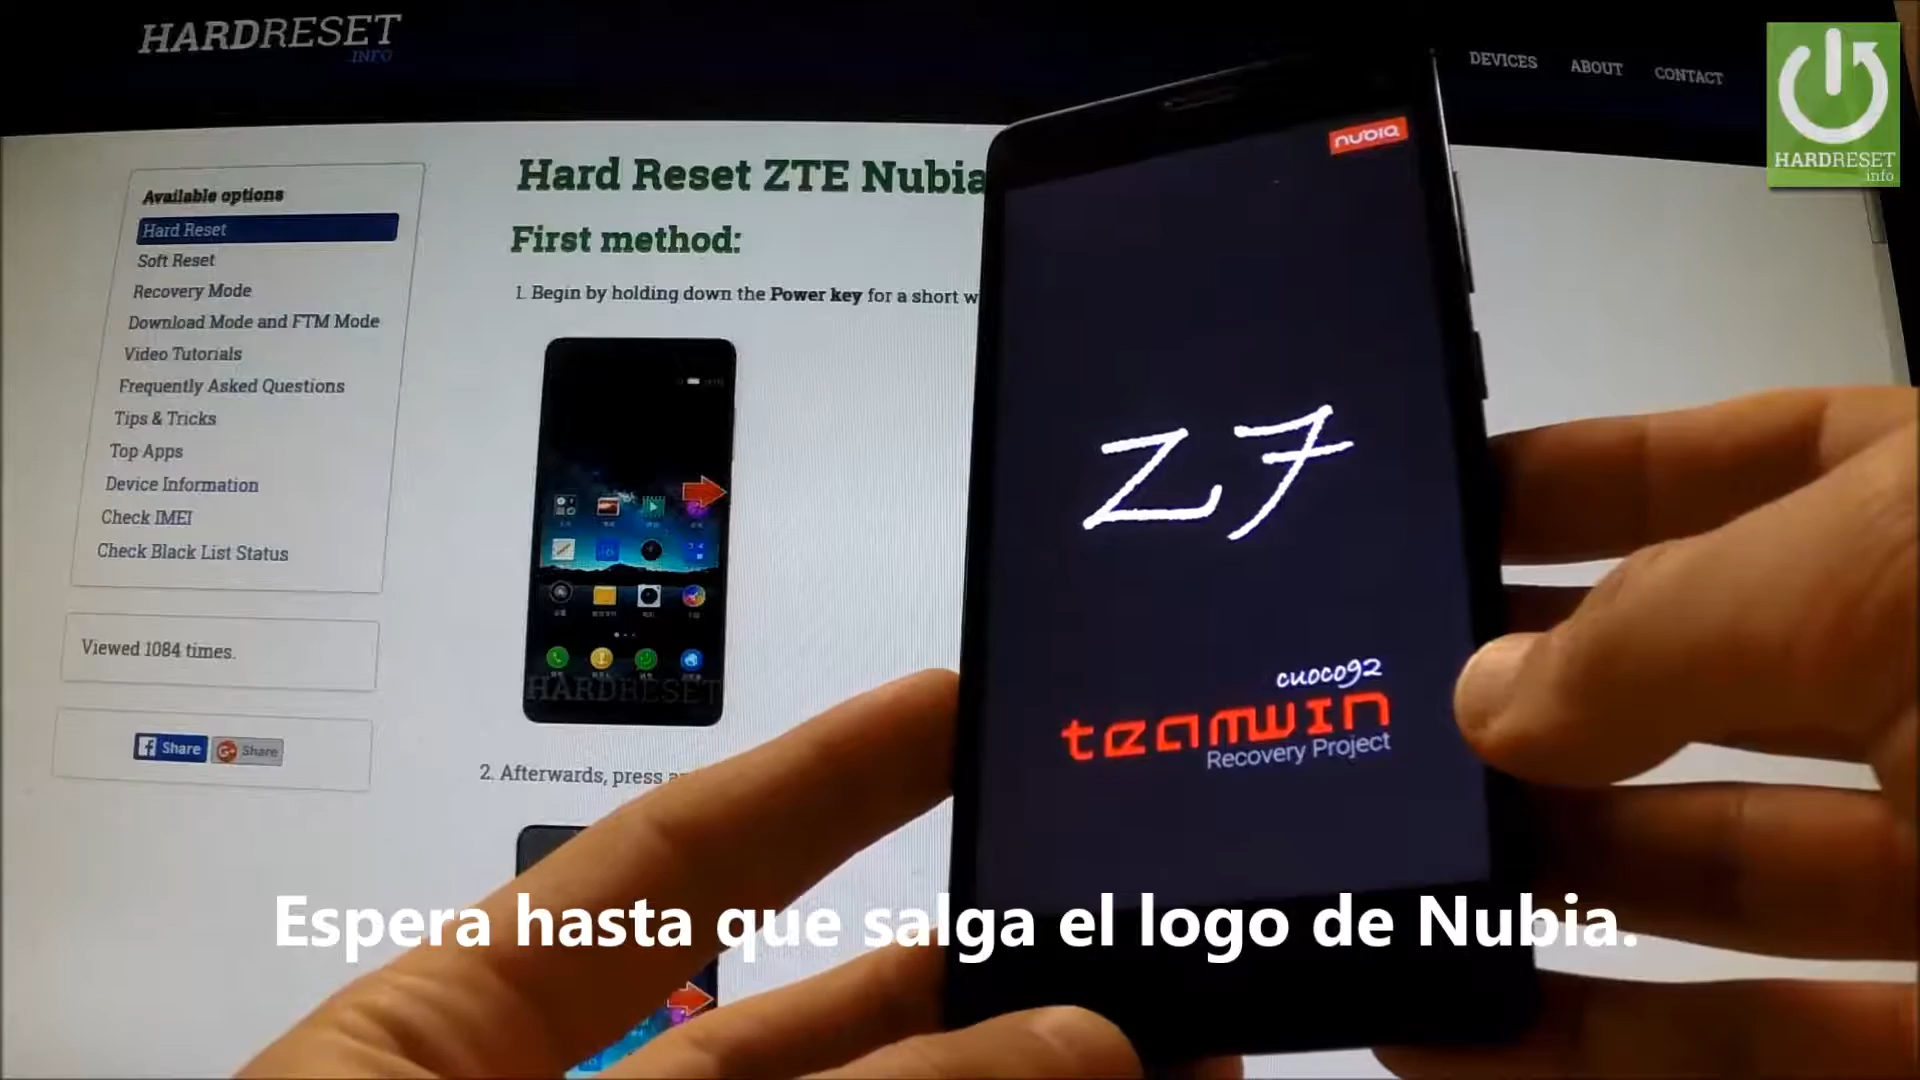 HARDRESET
.INFO
DEVICES ABOUT CONTACT
HARDRESET
.info
Available options
Hard Reset
Soft Reset
Recovery Mode
Download Mode and FTM Mode
Video Tutorials
Frequently Asked Questions
Tips & Tricks
Top Apps
Device Information
Check IMEI
Check Black List Status
Viewed 1084 times.
Share
G+ Share
Hard Reset ZTE Nubia
First method:
1. Begin by holding down the Power key for a short w
HARDRESET
2. Afterwards, press
nubia
Z7
cuoco92
teamwin
Recovery Project
Espera hasta que salga el logo de Nubia.